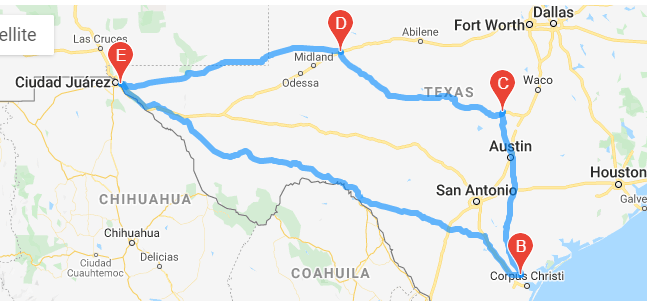 ellite
Las Cruces
E
D
Dallas
Fort Worth
Abilene
Midland
Odessa
Ciudad Juárez
C
Waco
TEXAS
Austin
Houston
San Antonio
Galve
CHIHUAHUA
Chihuahua
B
Ciudad
Cuauhtemoc
Delicias
COAHUILA
Corpus Christi